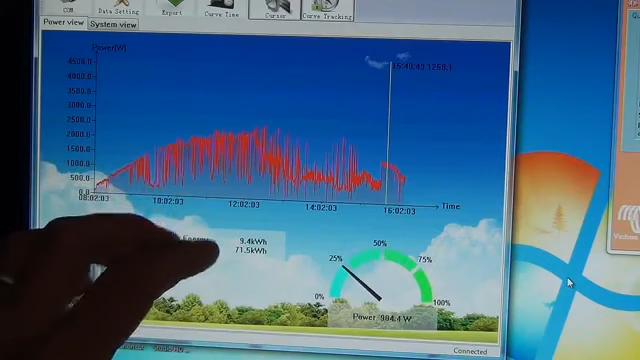 COM Data Setting Export Curve Time Cursor Curve Tracking
Power view System view
Power(W)
4500.0
4000.0
3500.0
3000.0
2500.0
2000.0
1500.0
1000.0
500.0
0.0
08:02:03 10:02:03 12:02:03 14:02:03 16:02:03
Time
Energy 9.4kWh
71.5kWh
0% 25% 50% 75% 100%
Power 984.4 W
Connected